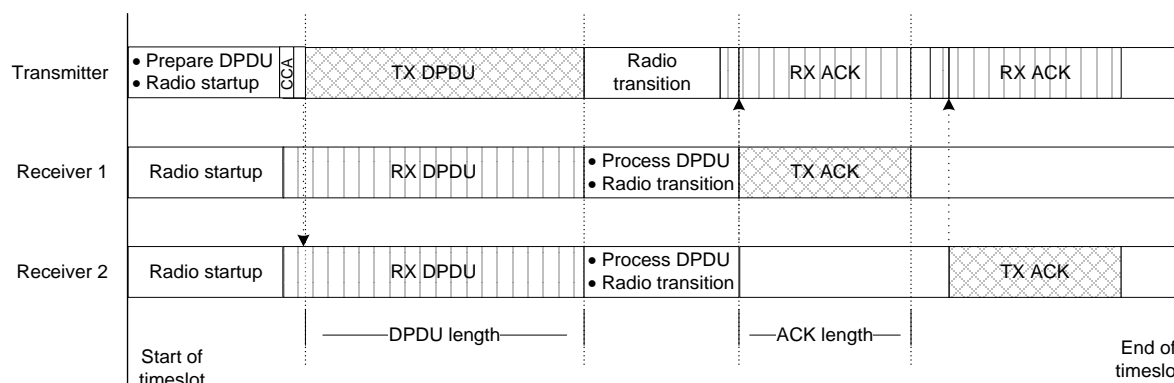 Transmitter
• Prepare DPDU
• Radio startup
CCA
TX DPDU
Radio
transition
RX ACK
RX ACK
Receiver 1
Radio startup
RX DPDU
• Process DPDU
• Radio transition
TX ACK
Receiver 2
Radio startup
RX DPDU
• Process DPDU
• Radio transition
TX ACK
DPDU length
ACK length
Start of
timeslot
End of
timeslot